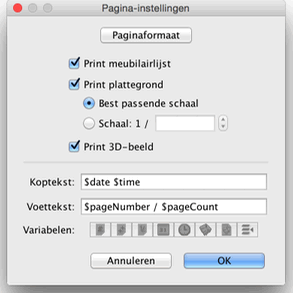 Pagina-instellingen
Paginaformaat
Print meubilairlijst
Print plattegrond
Best passende schaal
Schaal: 1 /
Print 3D-beeld
Koptekst: $date $time
Voettekst: $pageNumber / $pageCount
Variabelen:
Annuleren OK